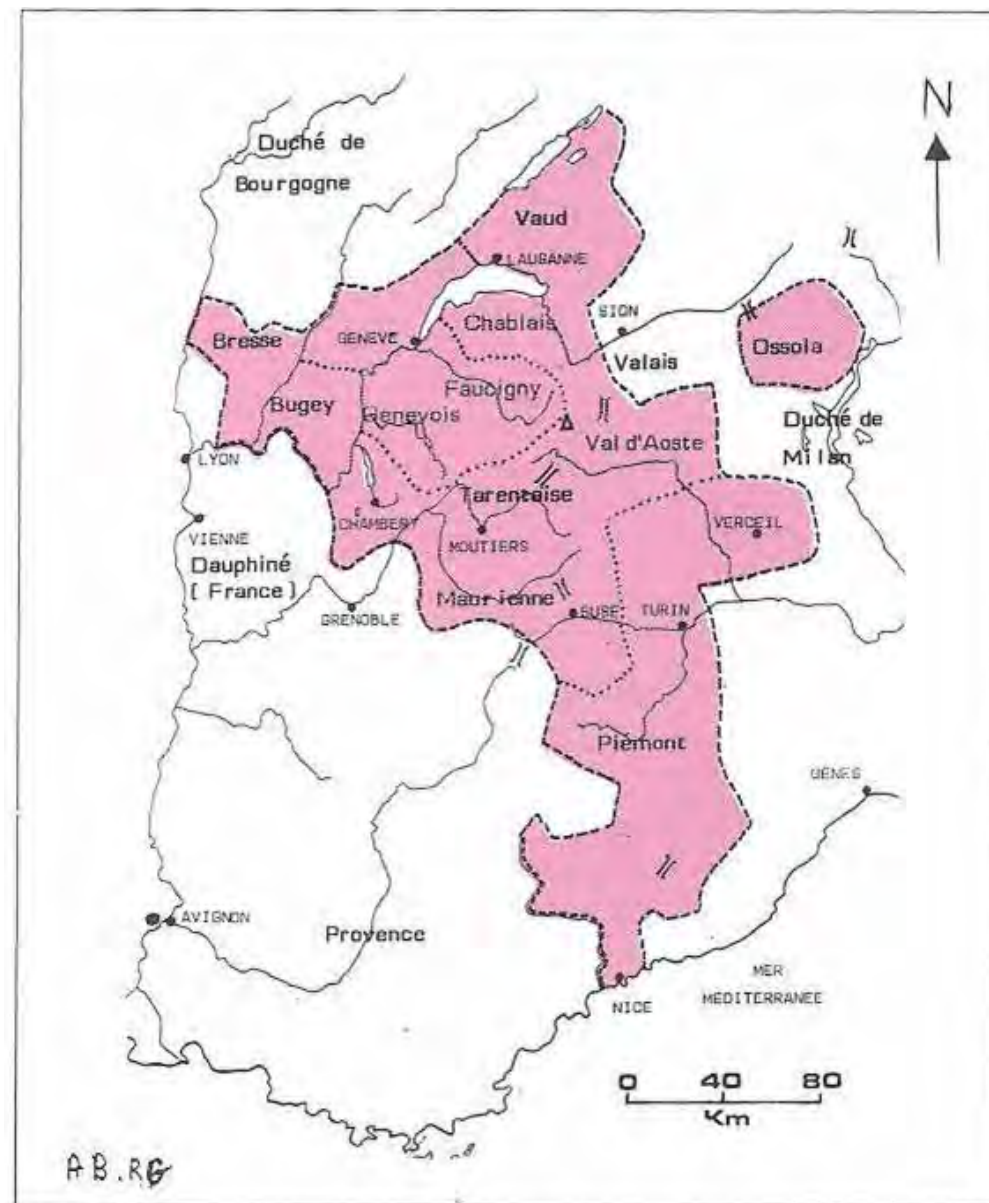 N
Duché de
Bourgogne
Vaud
LAUSANNE
SION
Chablais
Bresse
GENEVE
Valais
Ossola
Faucigny
Bugey
Genevois
Duché de
Milan
Val d'Aoste
LYON
Tarentaise
CHAMBERY
VERCEIL
VIENNE
MOUTIERS
Dauphiné
( France )
Maurienne
GRENOBLE
SUSE
TURIN
Piémont
GÊNES
AVIGNON
Provence
NICE
MER
MEDITERRANEE
0 40 80
Km
AB.RG